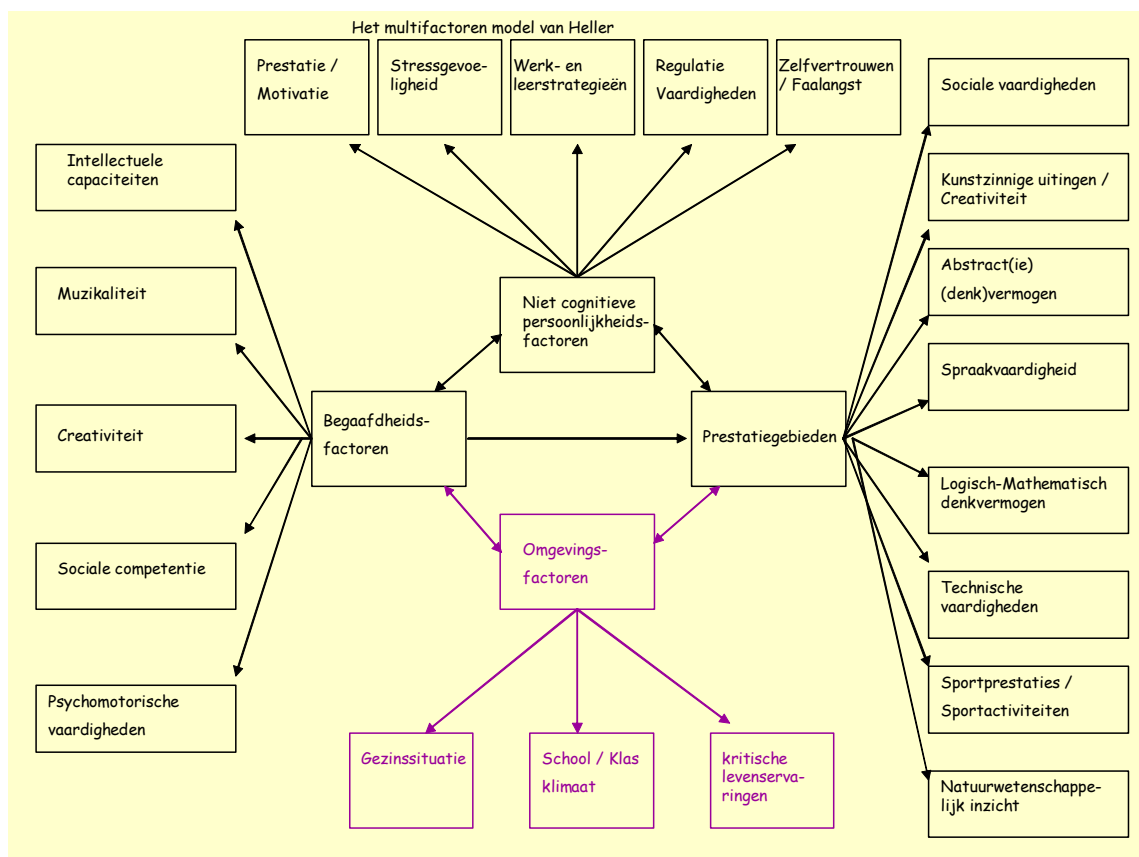 Het multifactoren model van Heller
Prestatie /
Motivatie
Stressgevoe-
ligheid
Werk- en
leerstrategieën
Regulatie
Vaardigheden
Zelfvertrouwen
/ Faalangst
Intellectuele
capaciteiten
Muzikaliteit
Creativiteit
Sociale competentie
Psychomotorische
vaardigheden
Niet cognitieve
persoonlijkheids-
factoren
Begaafdheids-
factoren
Prestatiegebieden
Omgevings-
factoren
Gezinssituatie
School / Klas
klimaat
kritische
levenserva-
ringen
Sociale vaardigheden
Kunstzinnige uitingen /
Creativiteit
Abstract(ie)
(denk)vermogen
Spraakvaardigheid
Logisch-Mathematisch
denkvermogen
Technische
vaardigheden
Sportprestaties /
Sportactiviteiten
Natuurwetenschappe-
lijk inzicht